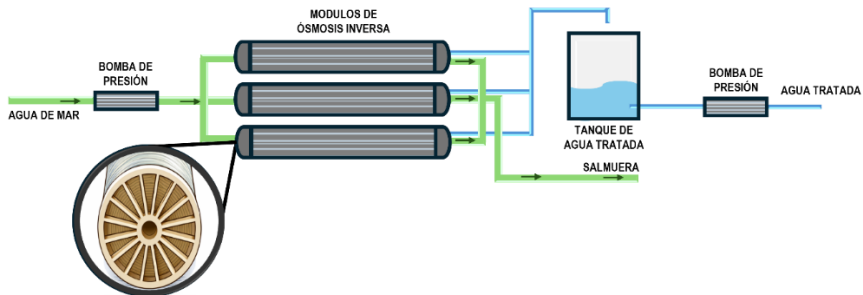 MODULOS DE
ÓSMOSIS INVERSA
BOMBA DE
PRESIÓN
AGUA DE MAR
BOMBA DE
PRESIÓN
AGUA TRATADA
TANQUE DE
AGUA TRATADA
SALMUERA